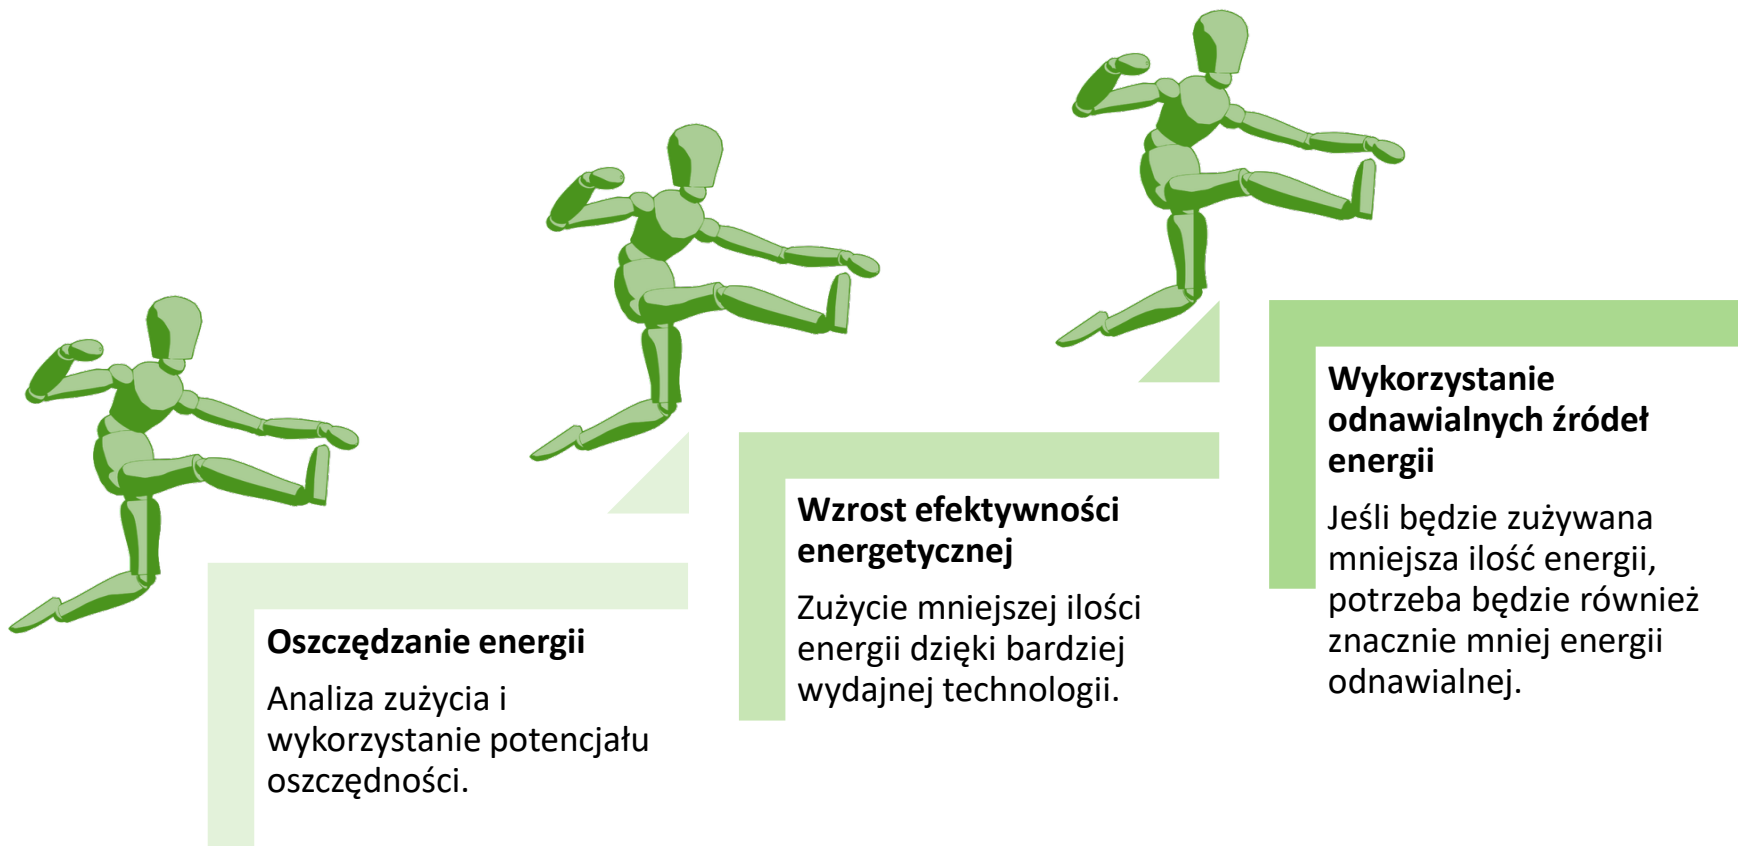 Oszczędzanie energii
Analiza zużycia i
wykorzystanie potencjału
oszczędności.
Wzrost efektywności
energetycznej
Zużycie mniejszej ilości
energii dzięki bardziej
wydajnej technologii.
Wykorzystanie
odnawialnych źródeł
energii
Jeśli będzie zużywana
mniejsza ilość energii,
potrzeba będzie również
znacznie mniej energii
odnawialnej.